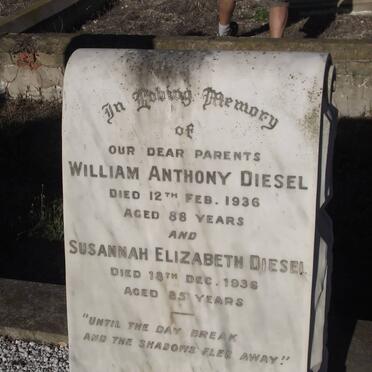 In Loving Memory
of
OUR DEAR PARENTS
WILLIAM ANTHONY DIESEL
DIED 12TH FEB. 1936
AGED 88 YEARS
AND
SUSANNAH ELIZABETH DIESEL
DIED 18TH DEC. 1936
AGED 85 YEARS
"UNTIL THE DAY BREAK
AND THE SHADOWS FLEE AWAY."